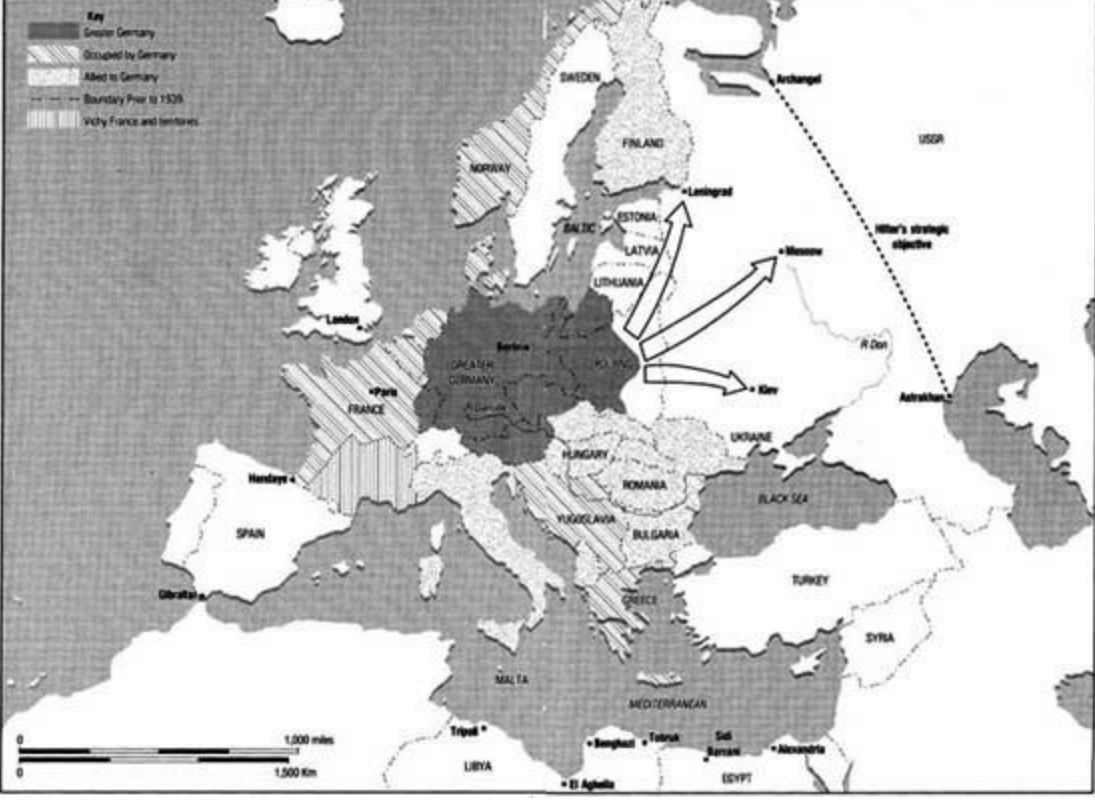 Key
Greater Germany
Occupied by Germany
Allied to Germany
Boundary Prior to 1939
Vichy France and territories
SWEDEN
FINLAND
NORWAY
Archangel
USSR
Leningrad
BALTIC
ESTONIA
LATVIA
LITHUANIA
Hitler's strategic
objective
Moscow
London
Berlin
POLAND
GREATER
GERMANY
R Danube
R Don
Paris
FRANCE
Kiev
Astrakhan
UKRAINE
HUNGARY
ROMANIA
Hendaye
BLACK SEA
YUGOSLAVIA
SPAIN
BULGARIA
TURKEY
Gibraltar
GREECE
SYRIA
MALTA
MEDITERRANEAN
0
1,000 miles
0
1,500 Km
Tripoli
Benghazi
Tobruk
Sidi
Barrani
Alexandria
LIBYA
El Agheila
EGYPT